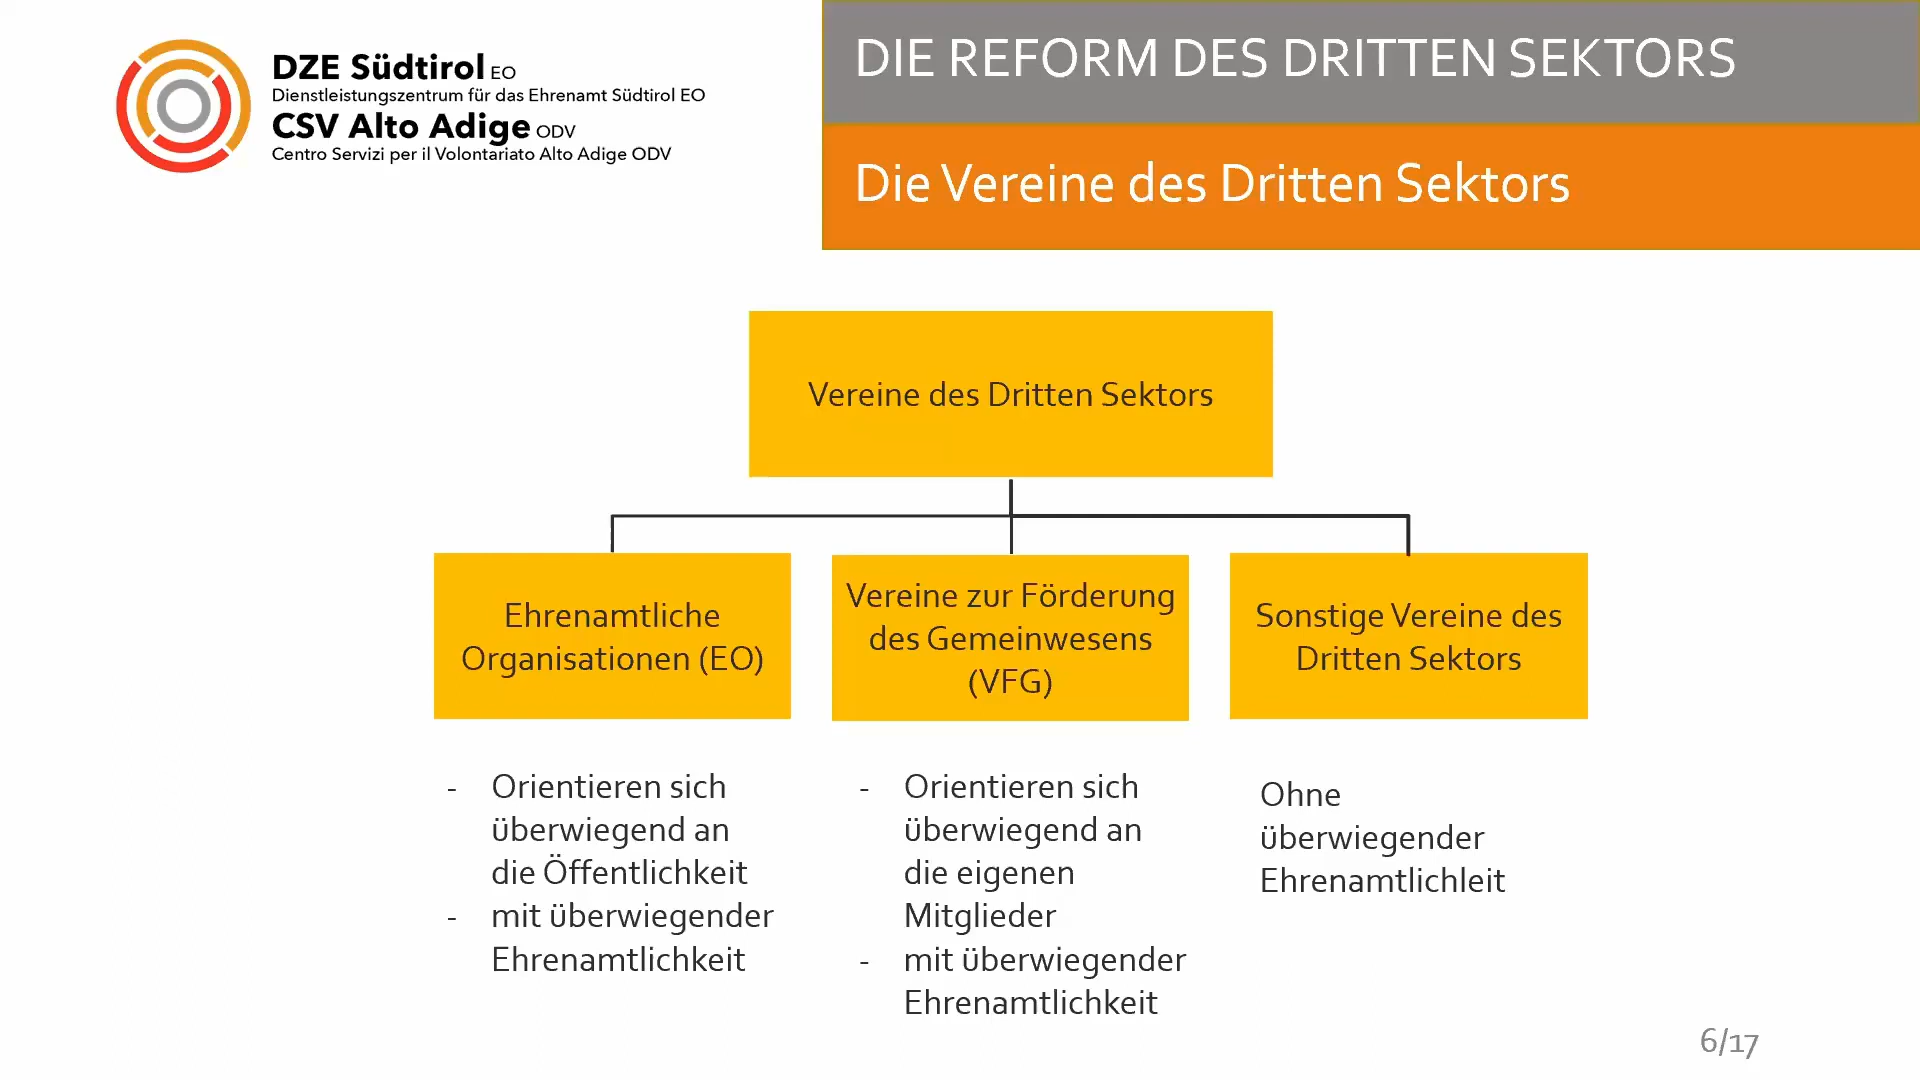 DZE Südtirol EO
Dienstleistungszentrum für das Ehrenamt Südtirol EO
CSV Alto Adige ODV
Centro Servizi per il Volontariato Alto Adige ODV
DIE REFORM DES DRITTEN SEKTORS
Die Vereine des Dritten Sektors
Vereine des Dritten Sektors
Ehrenamtliche
Organisationen (EO)
Vereine zur Förderung
des Gemeinwesens
(VFG)
Sonstige Vereine des
Dritten Sektors
- Orientieren sich
überwiegend an
die Öffentlichkeit
- mit überwiegender
Ehrenamtlichkeit
- Orientieren sich
überwiegend an
die eigenen
Mitglieder
- mit überwiegender
Ehrenamtlichkeit
Ohne
überwiegender
Ehrenamtlichleit
6/17